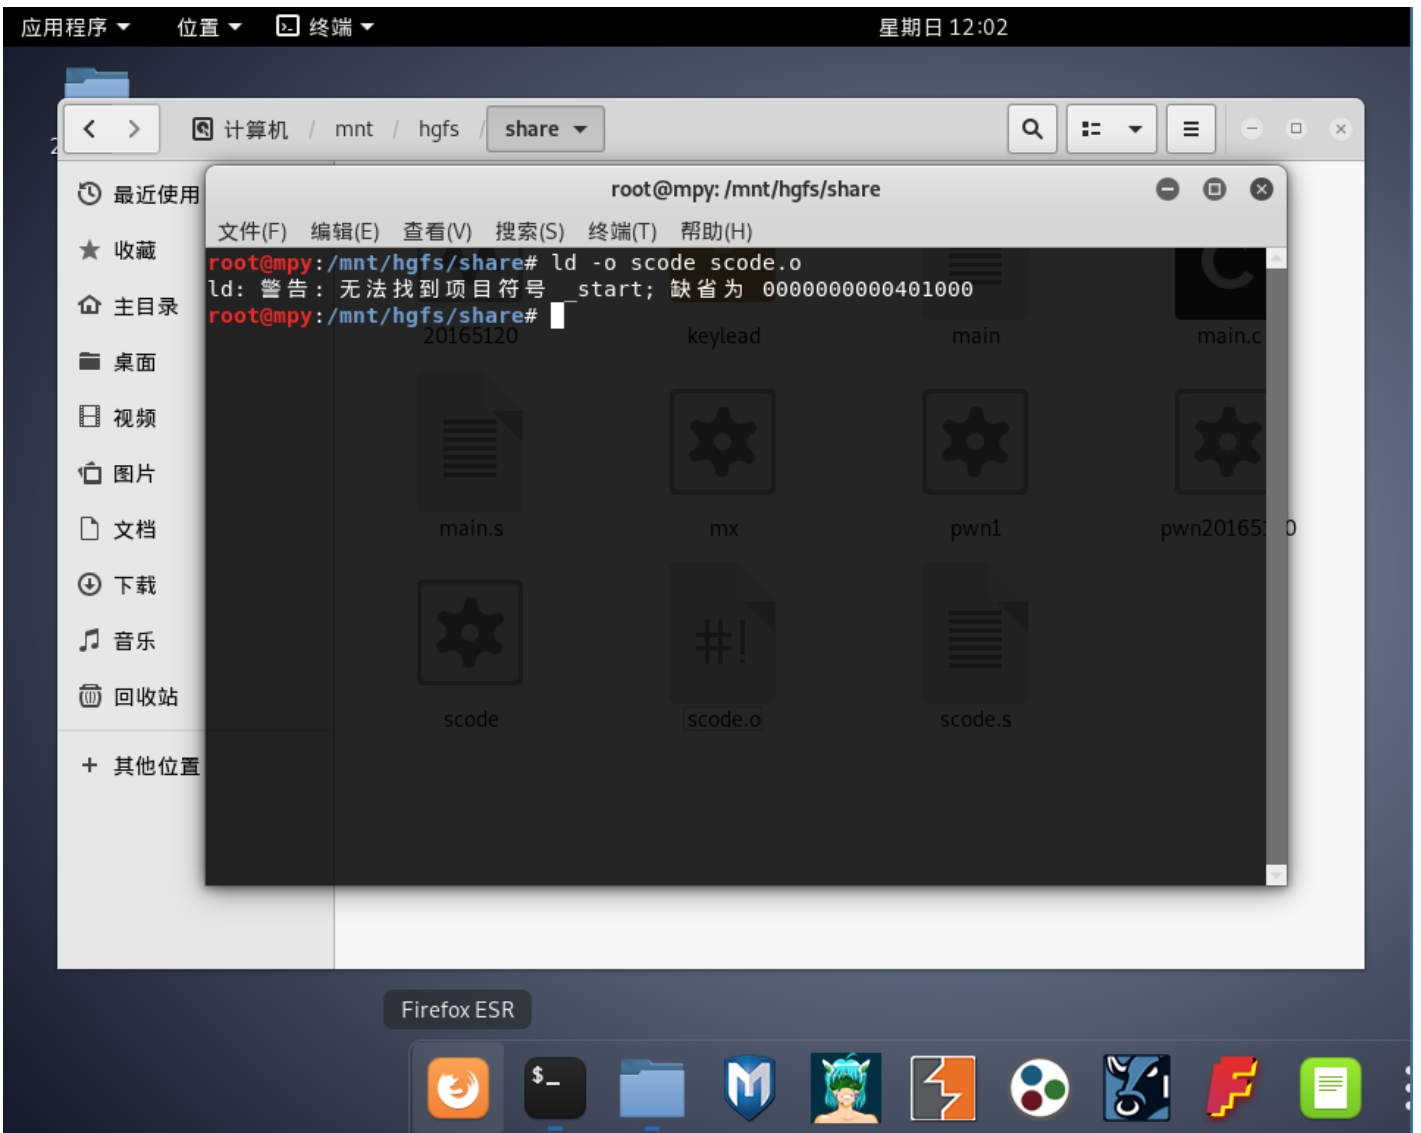 应用程序 位置 终端 星期日 12:02
计算机 / mnt / hgfs / share
最近使用
收藏
主目录
桌面
视频
图片
文档
下载
音乐
回收站
+ 其他位置
root@mpy: /mnt/hgfs/share
文件(F) 编辑(E) 查看(V) 搜索(S) 终端(T) 帮助(H)
root@mpy:/mnt/hgfs/share# ld -o scode scode.o
ld: 警告: 无法找到项目符号 _start; 缺省为 0000000000401000
root@mpy:/mnt/hgfs/share#
20165120 keylead main main.c
main.s mx pwn1
scode scode.o scode.s
Firefox ESR
$_